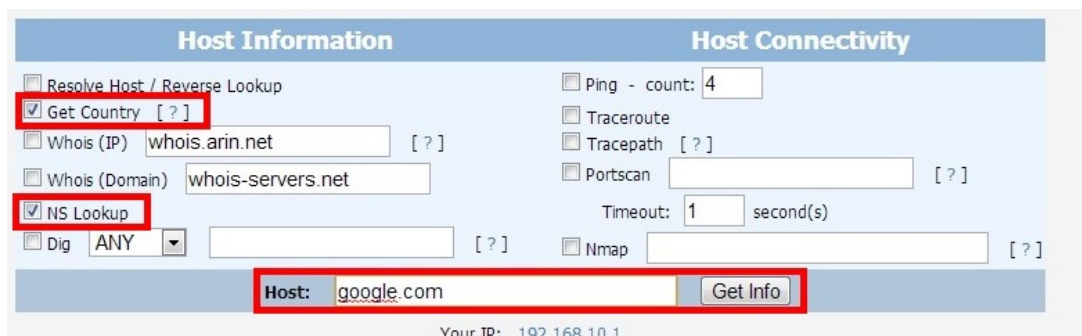 Host Information
Host Connectivity
Resolve Host / Reverse Lookup
Get Country [ ? ]
Whois (IP) whois.arin.net [ ? ]
Whois (Domain) whois-servers.net
NS Lookup
Dig ANY [ ? ]
Ping - count: 4
Traceroute
Tracepath [ ? ]
Portscan [ ? ]
Timeout: 1 second(s)
Nmap [ ? ]
Host: google.com Get Info
Your IP: 192.168.10.1